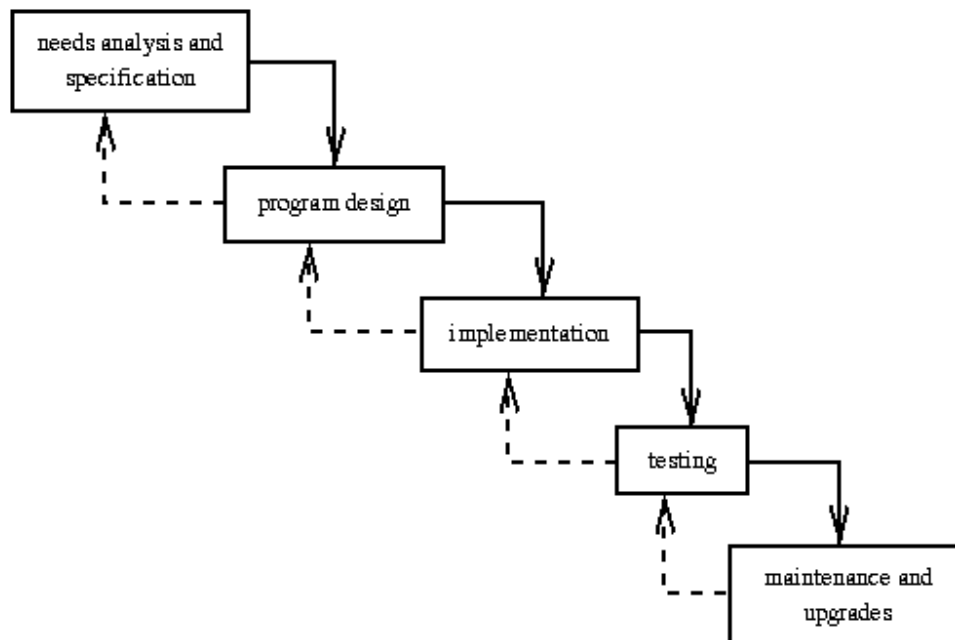 needs analysis and
specification
program design
implementation
testing
maintenance and
upgrades